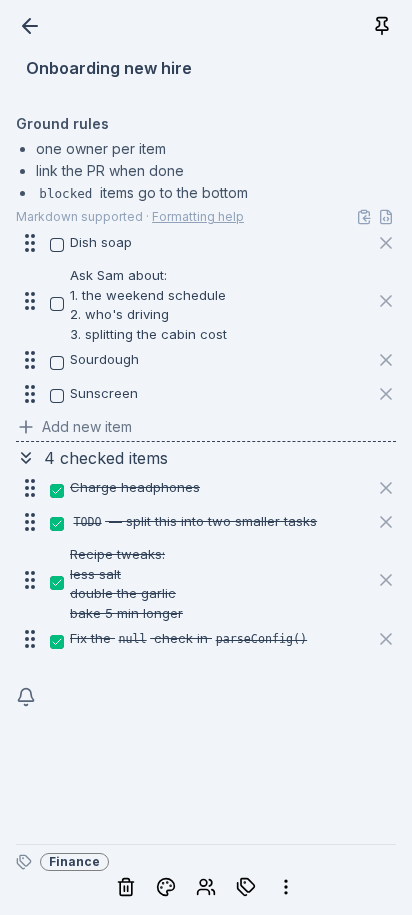 Onboarding new hire
Ground rules
• one owner per item
• link the PR when done
• blocked items go to the bottom
Markdown supported · Formatting help
Dish soap
Ask Sam about:
1. the weekend schedule
2. who's driving
3. splitting the cabin cost
Sourdough
Sunscreen
Add new item
4 checked items
Charge headphones
TODO — split this into two smaller tasks
Recipe tweaks:
less salt
double the garlic
bake 5 min longer
Fix the null check in parseConfig()
Finance